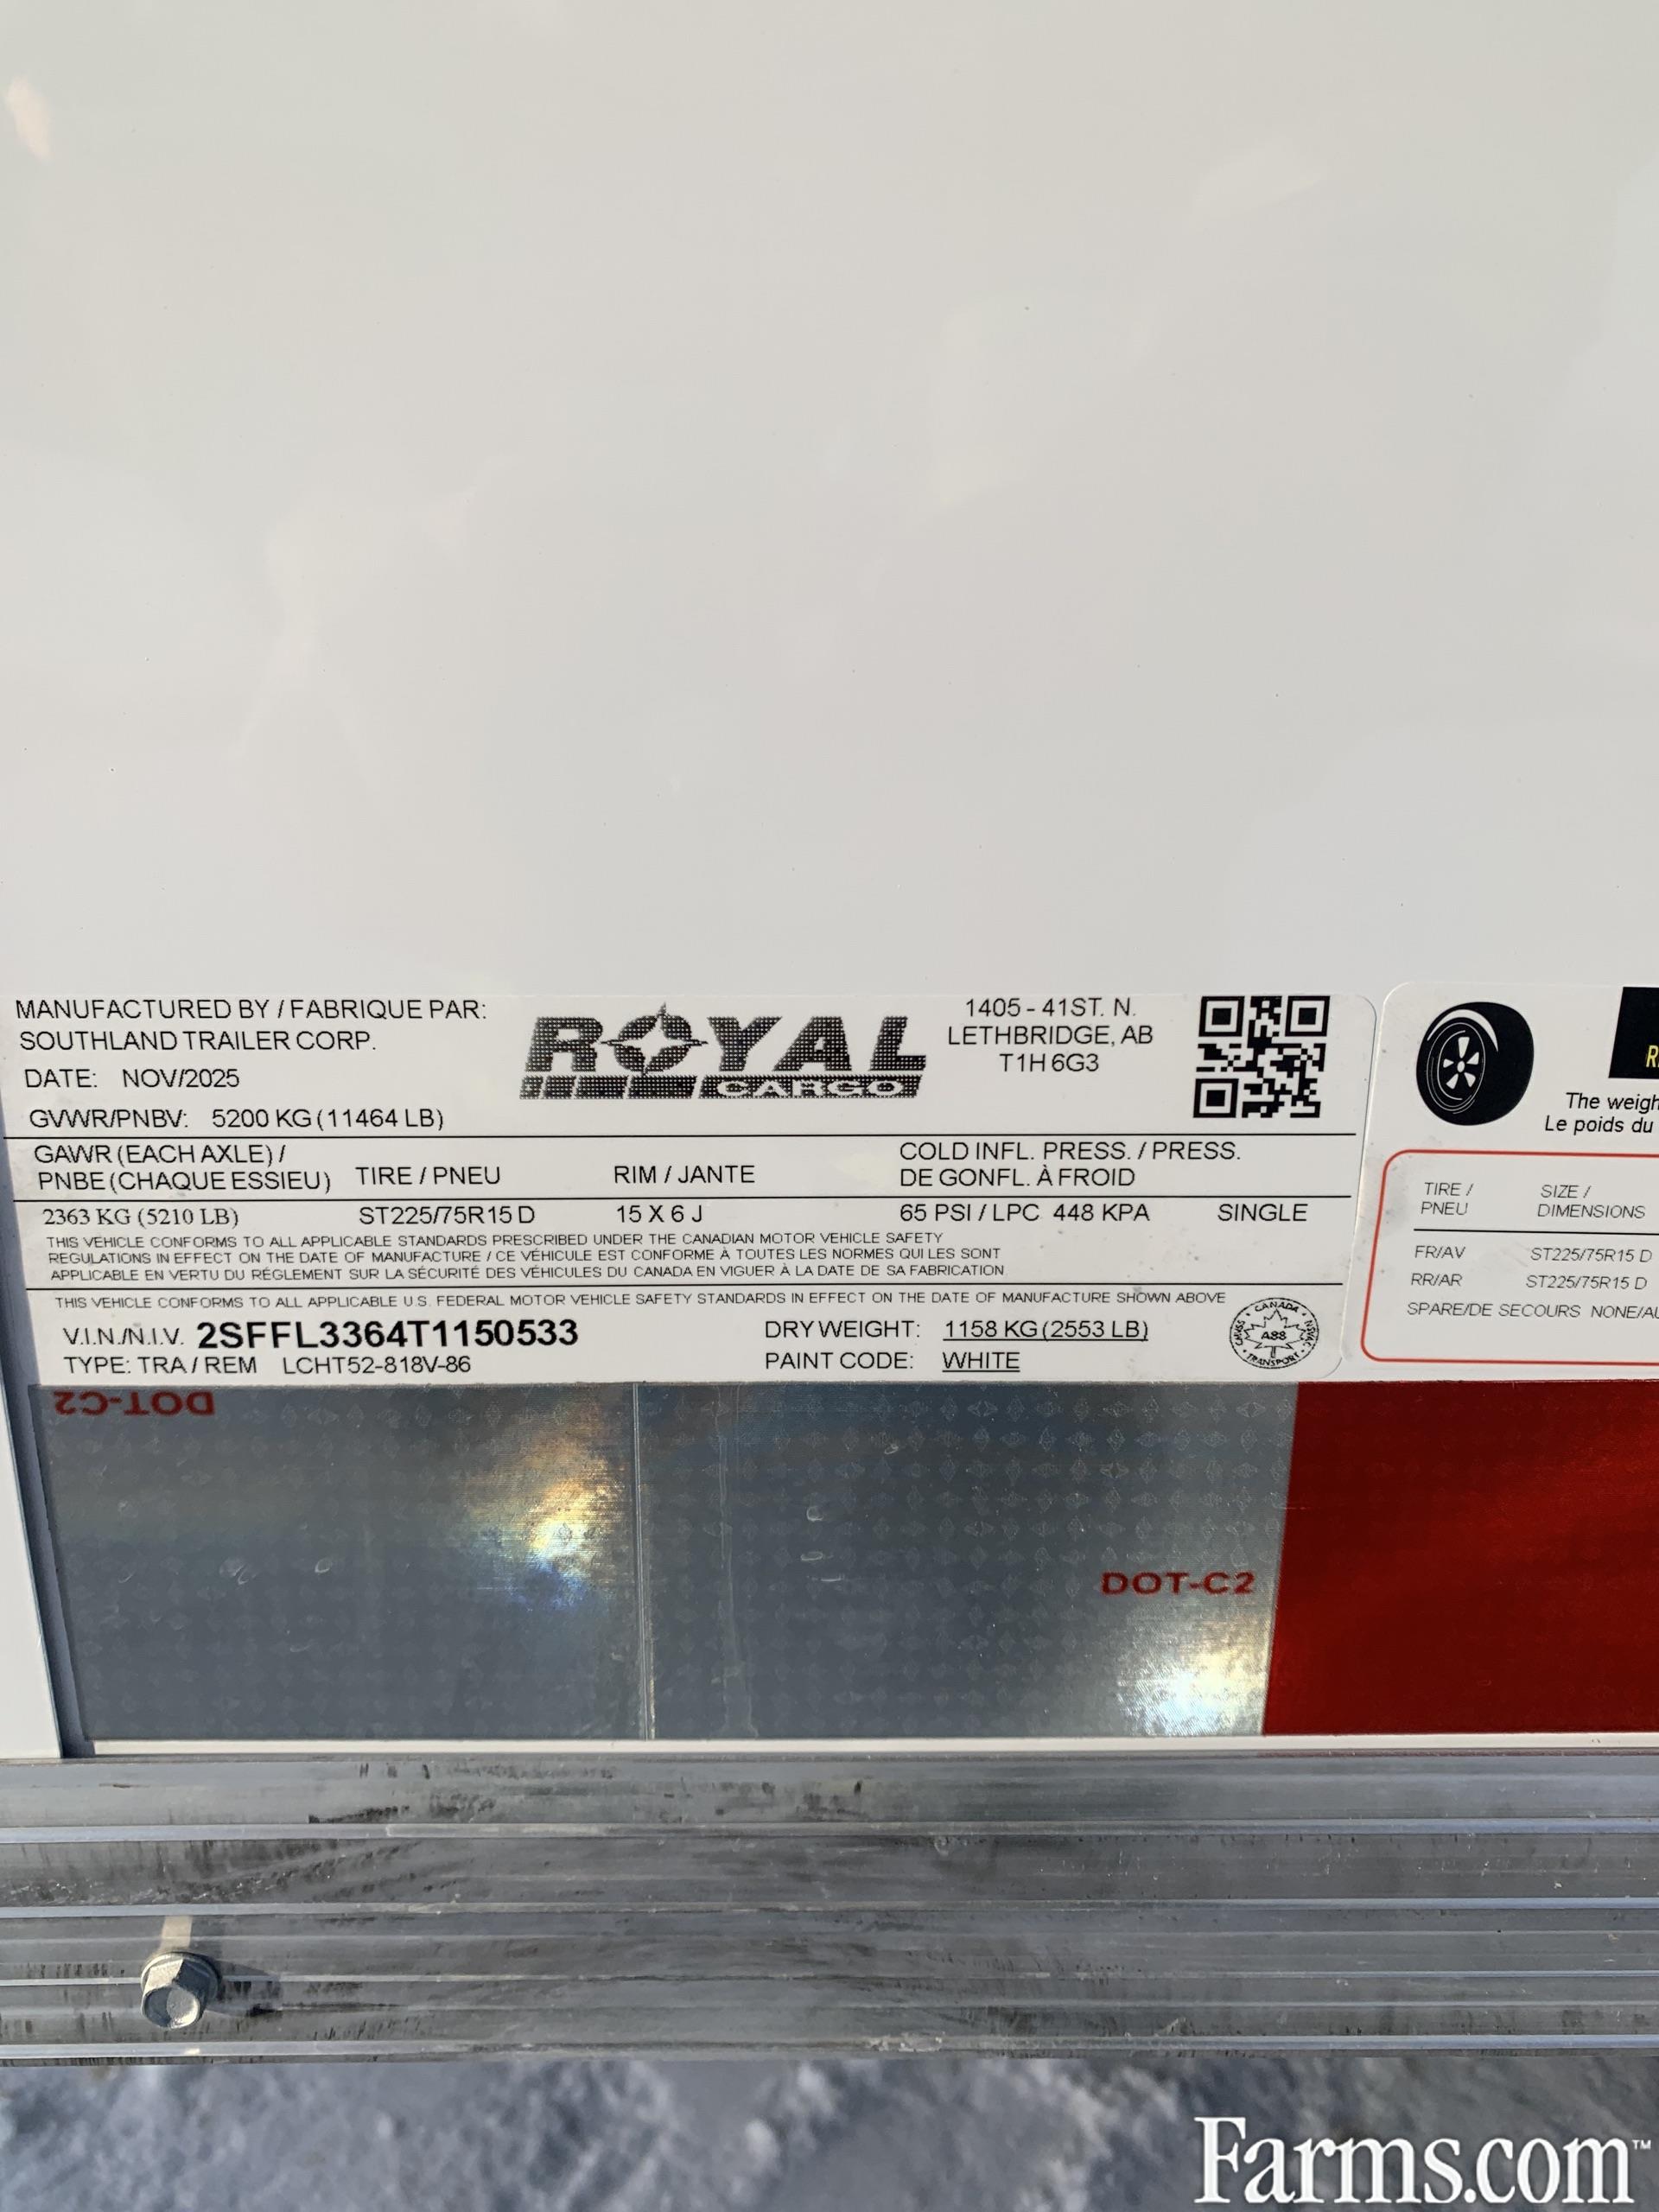 MANUFACTURED BY / FABRIQUE PAR:
SOUTHLAND TRAILER CORP.
DATE: NOV/2025
GVWR/PNBV: 5200 KG (11464 LB)
ROYAL
CARGO
1405 - 41ST. N.
LETHBRIDGE, AB
T1H 6G3
GAWR (EACH AXLE) /
PNBE (CHAQUE ESSIEU)
TIRE / PNEU
RIM / JANTE
COLD INFL. PRESS. / PRESS.
DE GONFL. À FROID
2363 KG (5210 LB) ST225/75R15 D 15 X 6 J 65 PSI / LPC 448 KPA SINGLE
THIS VEHICLE CONFORMS TO ALL APPLICABLE STANDARDS PRESCRIBED UNDER THE CANADIAN MOTOR VEHICLE SAFETY
REGULATIONS IN EFFECT ON THE DATE OF MANUFACTURE / CE VÉHICULE EST CONFORME À TOUTES LES NORMES QUI LES SONT
APPLICABLE EN VERTU DU RÉGLEMENT SUR LA SÉCURITÉ DES VÉHICULES DU CANADA EN VIGUER À LA DATE DE SA FABRICATION
THIS VEHICLE CONFORMS TO ALL APPLICABLE U.S. FEDERAL MOTOR VEHICLE SAFETY STANDARDS IN EFFECT ON THE DATE OF MANUFACTURE SHOWN ABOVE
V.I.N./N.I.V. 2SFFL3364T1150533
TYPE: TRA / REM LCHT52-818V-86
DRY WEIGHT: 1158 KG (2553 LB)
PAINT CODE: WHITE
CANADA
A88
TRANSPORT
The weigh
Le poids du
TIRE /
PNEU
SIZE /
DIMENSIONS
FR/AV ST225/75R15 D
RR/AR ST225/75R15 D
SPARE/DE SECOURS NONE/AU
DOT-C2
DOT-C2
Farms.com™